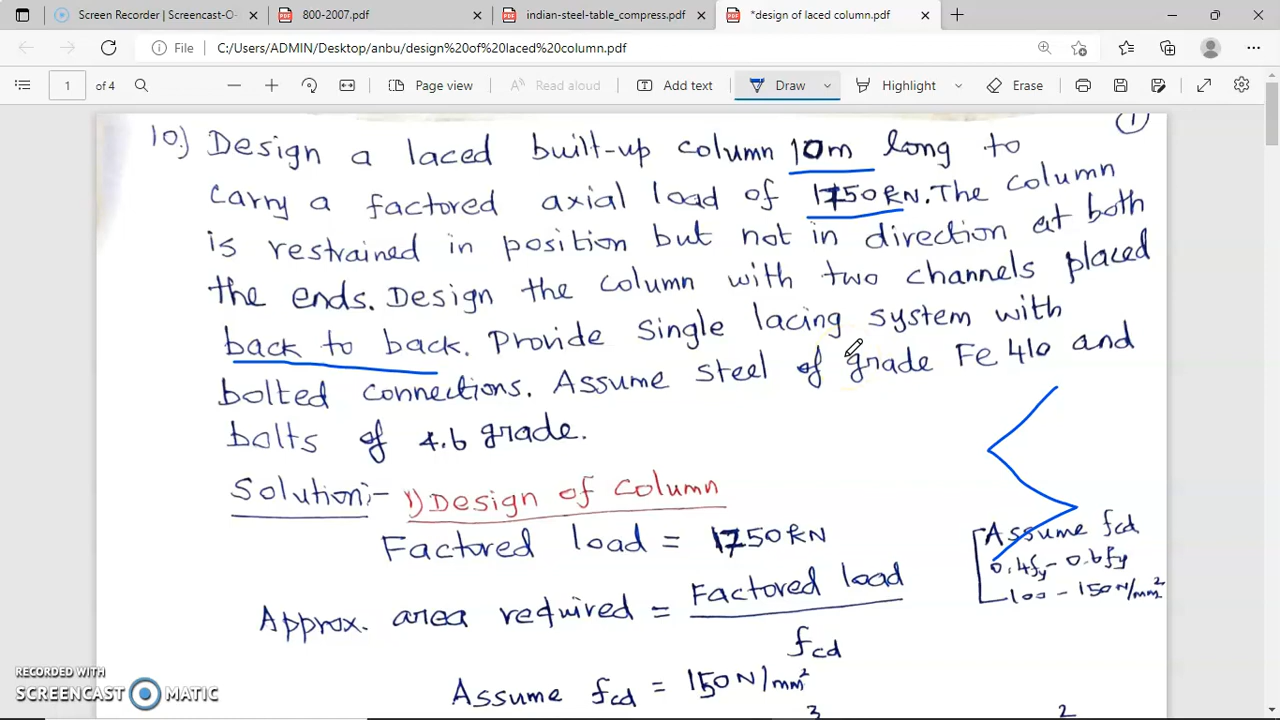 Screen Recorder | Screencast-O-
800-2007.pdf
indian-steel-table_compress.pdf
*design of laced column.pdf
File
C:/Users/ADMIN/Desktop/anbu/design%20of%20laced%20column.pdf
1
of 4
Page view
Read aloud
Add text
Draw
Highlight
Erase
1
10.) Design a laced built-up column 10m long to
carry a factored axial load of 1750KN. The column
is restrained in position but not in direction at both
the ends. Design the column with two channels placed
back to back. Provide single lacing system with
bolted connections. Assume steel of grade Fe 410 and
bolts of 4.6 grade.
Solution:-
1) Design of Column
Factored load = 1750KN
Assume fcd
0.4fy - 0.6fy
100 - 150N/mm²
Approx. area required = Factored load
fcd
Assume fcd = 150N/mm²
3
2
RECORDED WITH
SCREENCAST MATIC